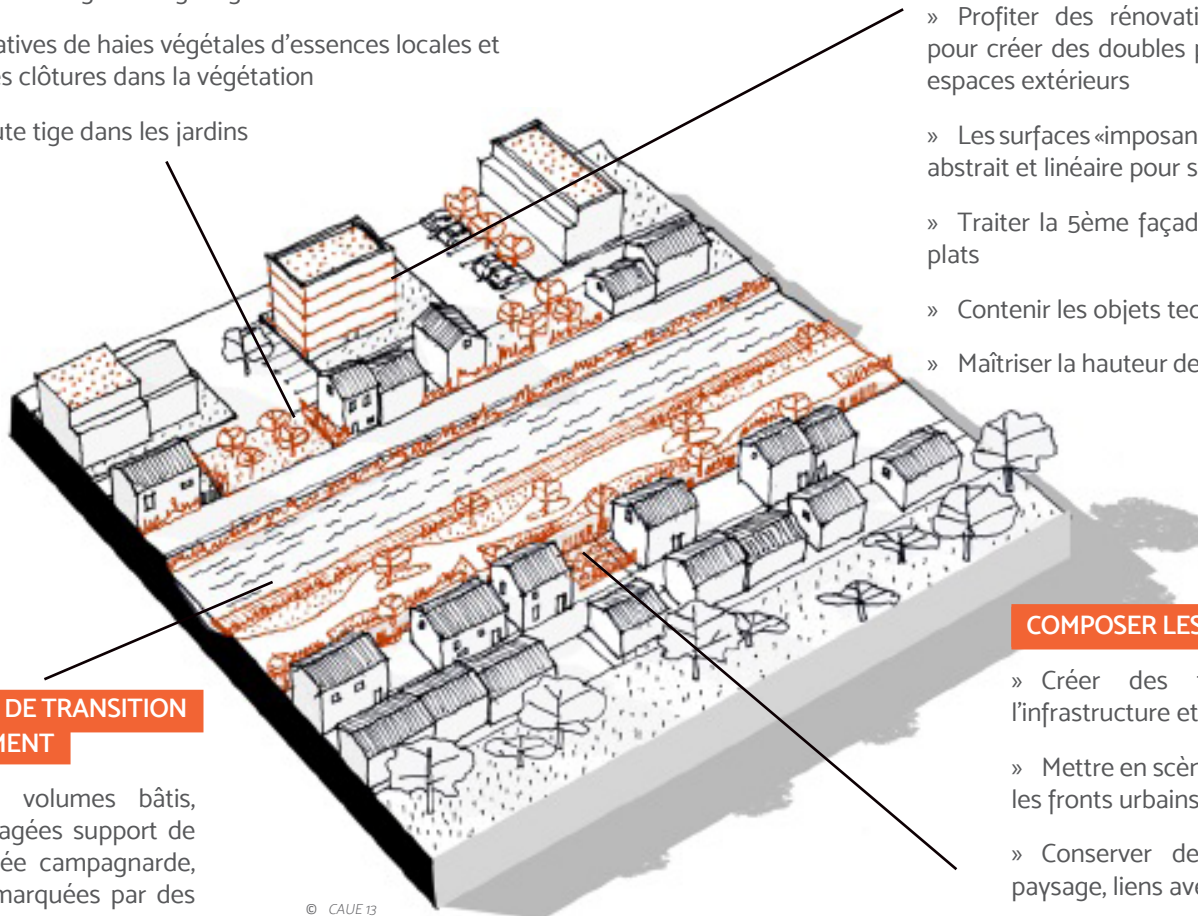 atives de haies végétales d'essences locales et
es clôtures dans la végétation
ute tige dans les jardins
» Profiter des rénovati
pour créer des doubles p
espaces extérieurs
» Les surfaces «imposan
abstrait et linéaire pour s
» Traiter la 5ème façad
plats
» Contenir les objets tec
» Maîtriser la hauteur de
DE TRANSITION
MENT
volumes bâtis,
agées support de
ée campagnarde,
marquées par des
© CAUE 13
COMPOSER LES
» Créer des
l'infrastructure et
» Mettre en scèn
les fronts urbains
» Conserver de
paysage, liens ave